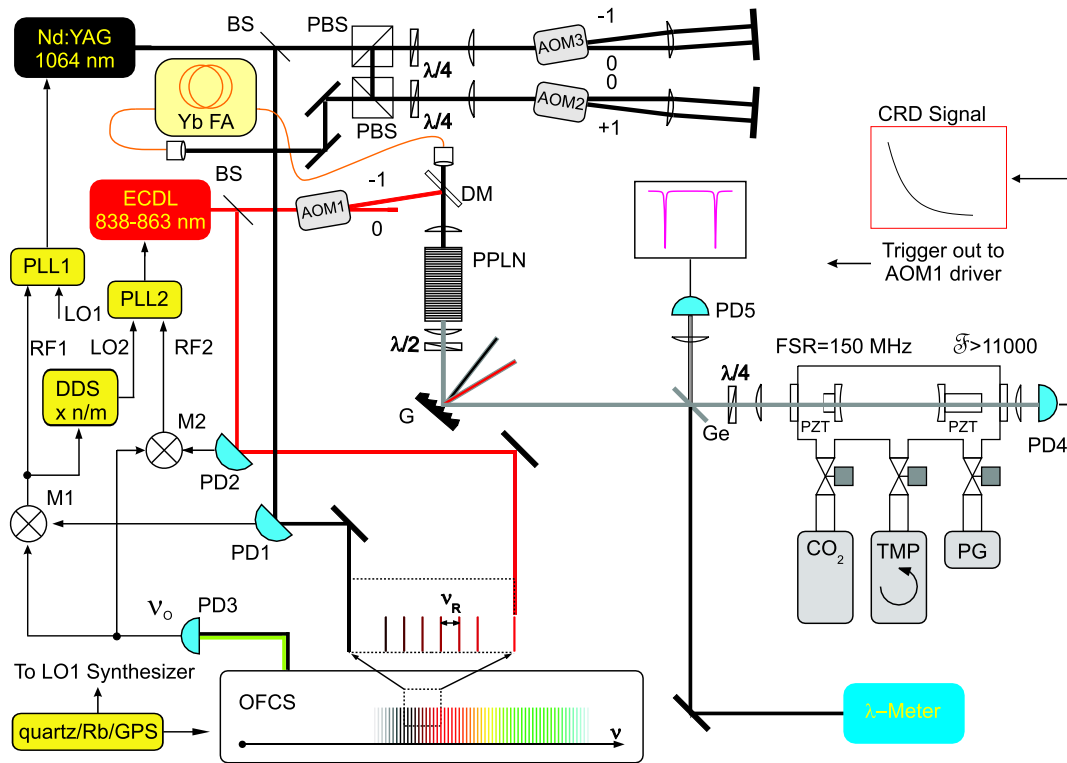 BS
PBS
-1
Nd:YAG
1064 nm
AOM3
λ/4
0
0
AOM2
Yb FA
PBS
λ/4
+1
CRD Signal
BS
-1
DM
ECDL
838-863 nm
AOM1
0
PLL1
PLL2
PPLN
Trigger out to
AOM1 driver
LO1
PD5
RF1
LO2
RF2
λ/2
FSR=150 MHz
ℱ>11000
λ/4
DDS
x n/m
G
Ge
PZT
PZT
PD4
M2
PD2
M1
PD1
CO2
TMP
PG
νR
νo
PD3
To LO1 Synthesizer
OFCS
quartz/Rb/GPS
ν
λ–Meter